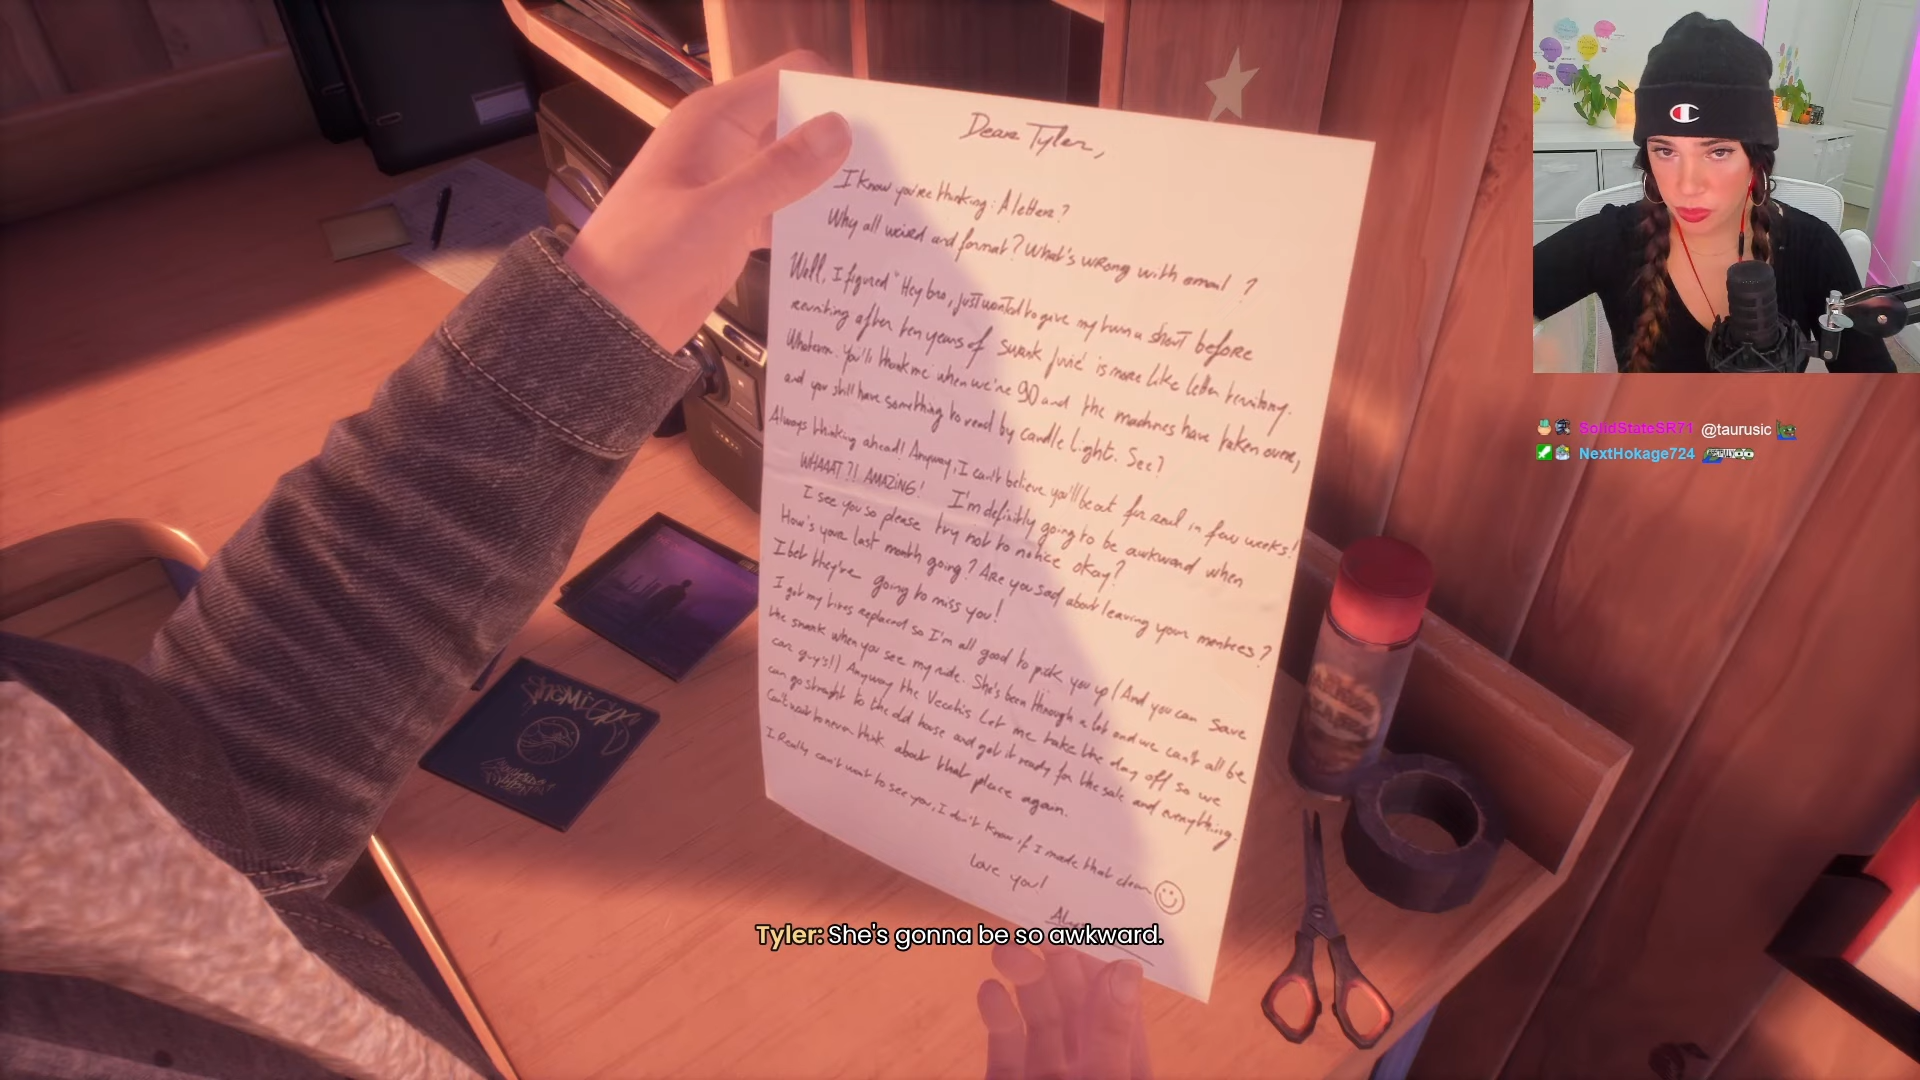 Dear Tyler,
I know you're thinking: A letter?
Why all weird and format? What's wrong with email?
Well, I figured "Hey bro, just wanted to give my turn a shout before
reuniting after ten years of swank juvie' is more like letter territory.
Whatever. You'll thank me when we're 90 and the machines have taken over,
and you still have something to read by candle light. See?
Always thinking ahead! Anyway, I can't believe you'll be out for real in few weeks!
WHAAAT?!! AMAZING! I'm definitly going to be awkward when
I see you so please try not to notice okay?
How's your last month going? Are you sad about leaving your mentees?
I bet they're going to miss you!
I got my tires replaced so I'm all good to pick you up! (And you can save
the snark when you see my ride. She's been through a lot and we can't all be
car guys!) Anyway the Vecchis let me take the day off so we
can go straight to the old house and get it ready for the sale and everything.
Can't wait to never think about that place again.
I Really can't wait to see you, I don't know if I made that clear
Love you!
Tyler: She's gonna be so awkward.
SolidStateSR71 @taurusic
NextHokage724